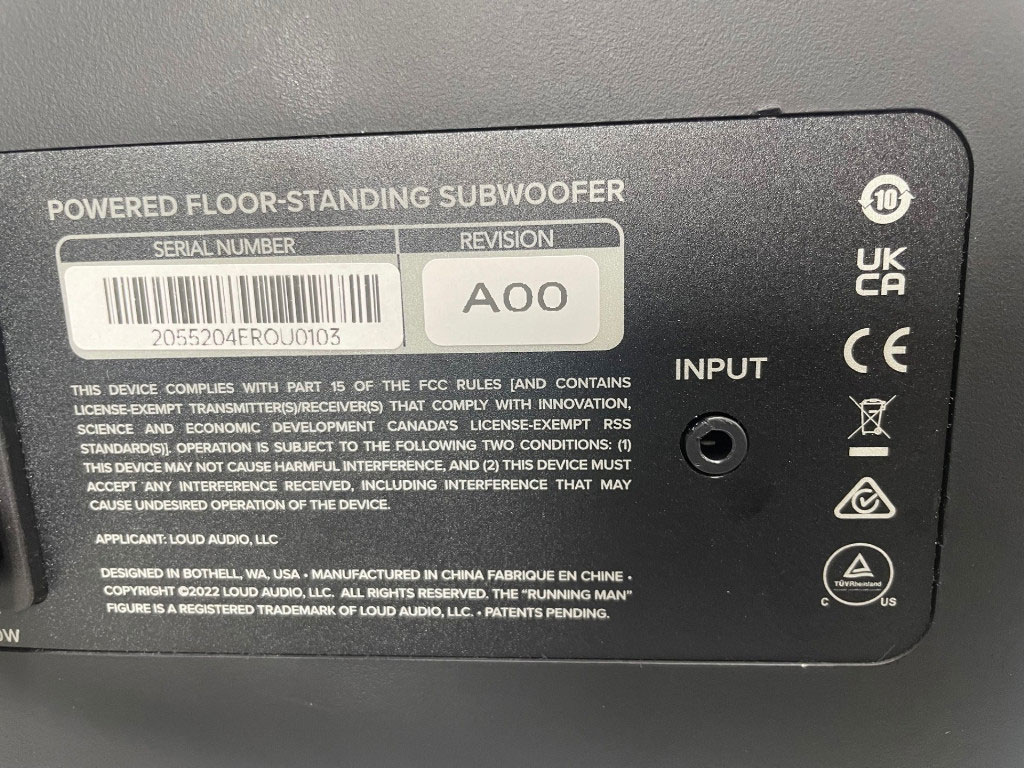 POWERED FLOOR-STANDING SUBWOOFER
SERIAL NUMBER
REVISION
2055204EROU0103
A00
10
UK
CA
CE
INPUT
THIS DEVICE COMPLIES WITH PART 15 OF THE FCC RULES [AND CONTAINS
LICENSE-EXEMPT TRANSMITTER(S)/RECEIVER(S) THAT COMPLY WITH INNOVATION,
SCIENCE AND ECONOMIC DEVELOPMENT CANADA'S LICENSE-EXEMPT RSS
STANDARD(S)]. OPERATION IS SUBJECT TO THE FOLLOWING TWO CONDITIONS: (1)
THIS DEVICE MAY NOT CAUSE HARMFUL INTERFERENCE, AND (2) THIS DEVICE MUST
ACCEPT ANY INTERFERENCE RECEIVED, INCLUDING INTERFERENCE THAT MAY
CAUSE UNDESIRED OPERATION OF THE DEVICE.
APPLICANT: LOUD AUDIO, LLC
DESIGNED IN BOTHELL, WA, USA • MANUFACTURED IN CHINA FABRIQUE EN CHINE •
COPYRIGHT ©2022 LOUD AUDIO, LLC. ALL RIGHTS RESERVED. THE "RUNNING MAN"
FIGURE IS A REGISTERED TRADEMARK OF LOUD AUDIO, LLC. • PATENTS PENDING.
TÜVRheinland
C US